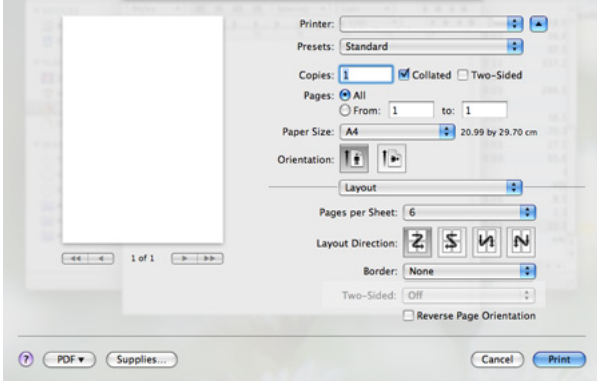 Printer:
Presets: Standard
Copies: 1 Collated Two-Sided
Pages: All
From: 1 to: 1
Paper Size: A4 20.99 by 29.70 cm
Orientation:
Layout
Pages per Sheet: 6
Layout Direction:
Border: None
Two-Sided: Off
Reverse Page Orientation
1 of 1
? PDF Supplies... Cancel Print